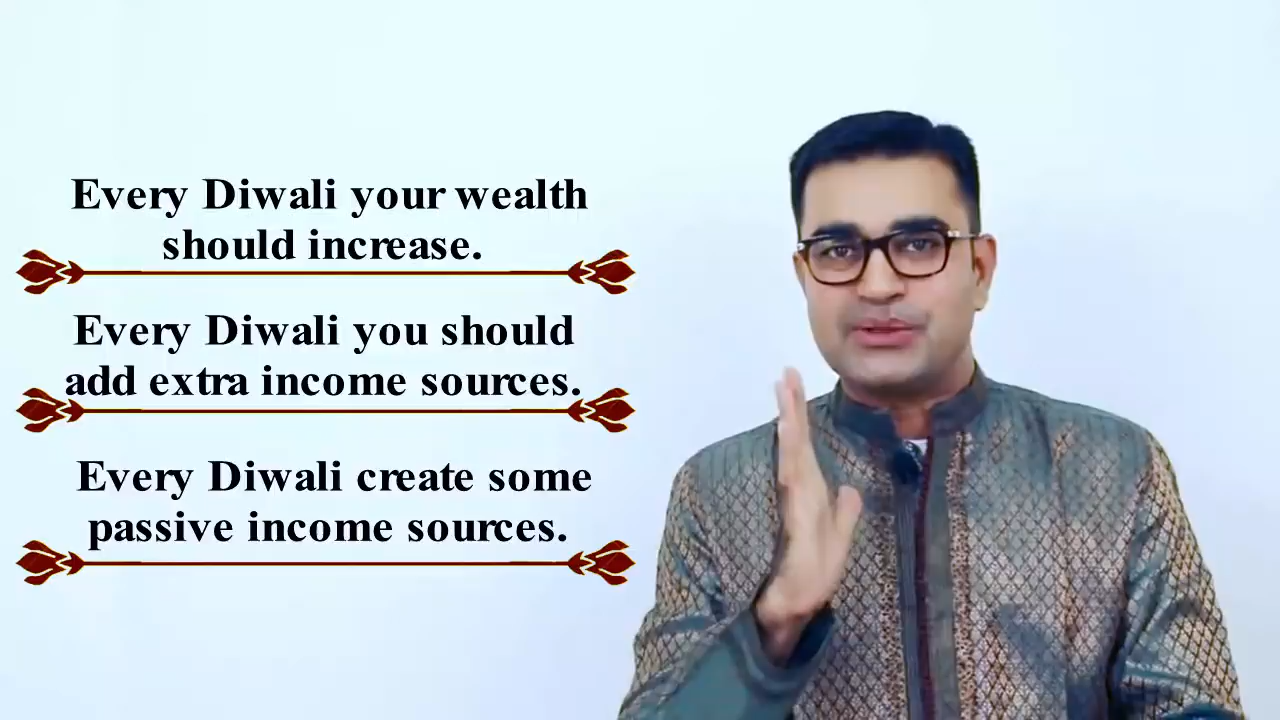 Every Diwali your wealth
should increase.
Every Diwali you should
add extra income sources.
Every Diwali create some
passive income sources.